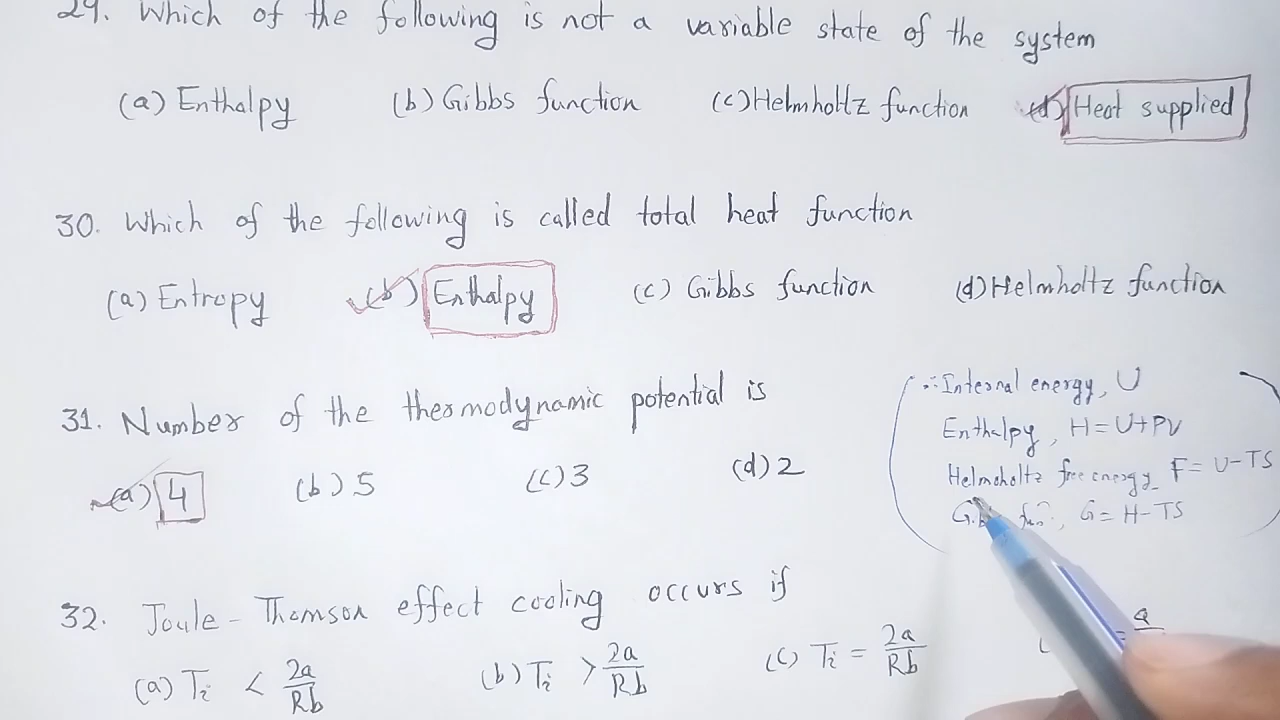 29. Which of the following is not a variable state of the system
(a) Enthalpy (b) Gibbs function (c) Helmholtz function (d) Heat supplied
30. Which of the following is called total heat function
(a) Entropy (b) Enthalpy (c) Gibbs function (d) Helmholtz function
31. Number of the thermodynamic potential is
(a) 4 (b) 5 (c) 3 (d) 2
∴ Internal energy, U
Enthalpy, H = U+PV
Helmoholtz free energy F = U-TS
G = H-TS
32. Joule-Thomson effect cooling occurs if
(a) Ti < 2a/Rb (b) Ti > 2a/Rb (c) Ti = 2a/Rb